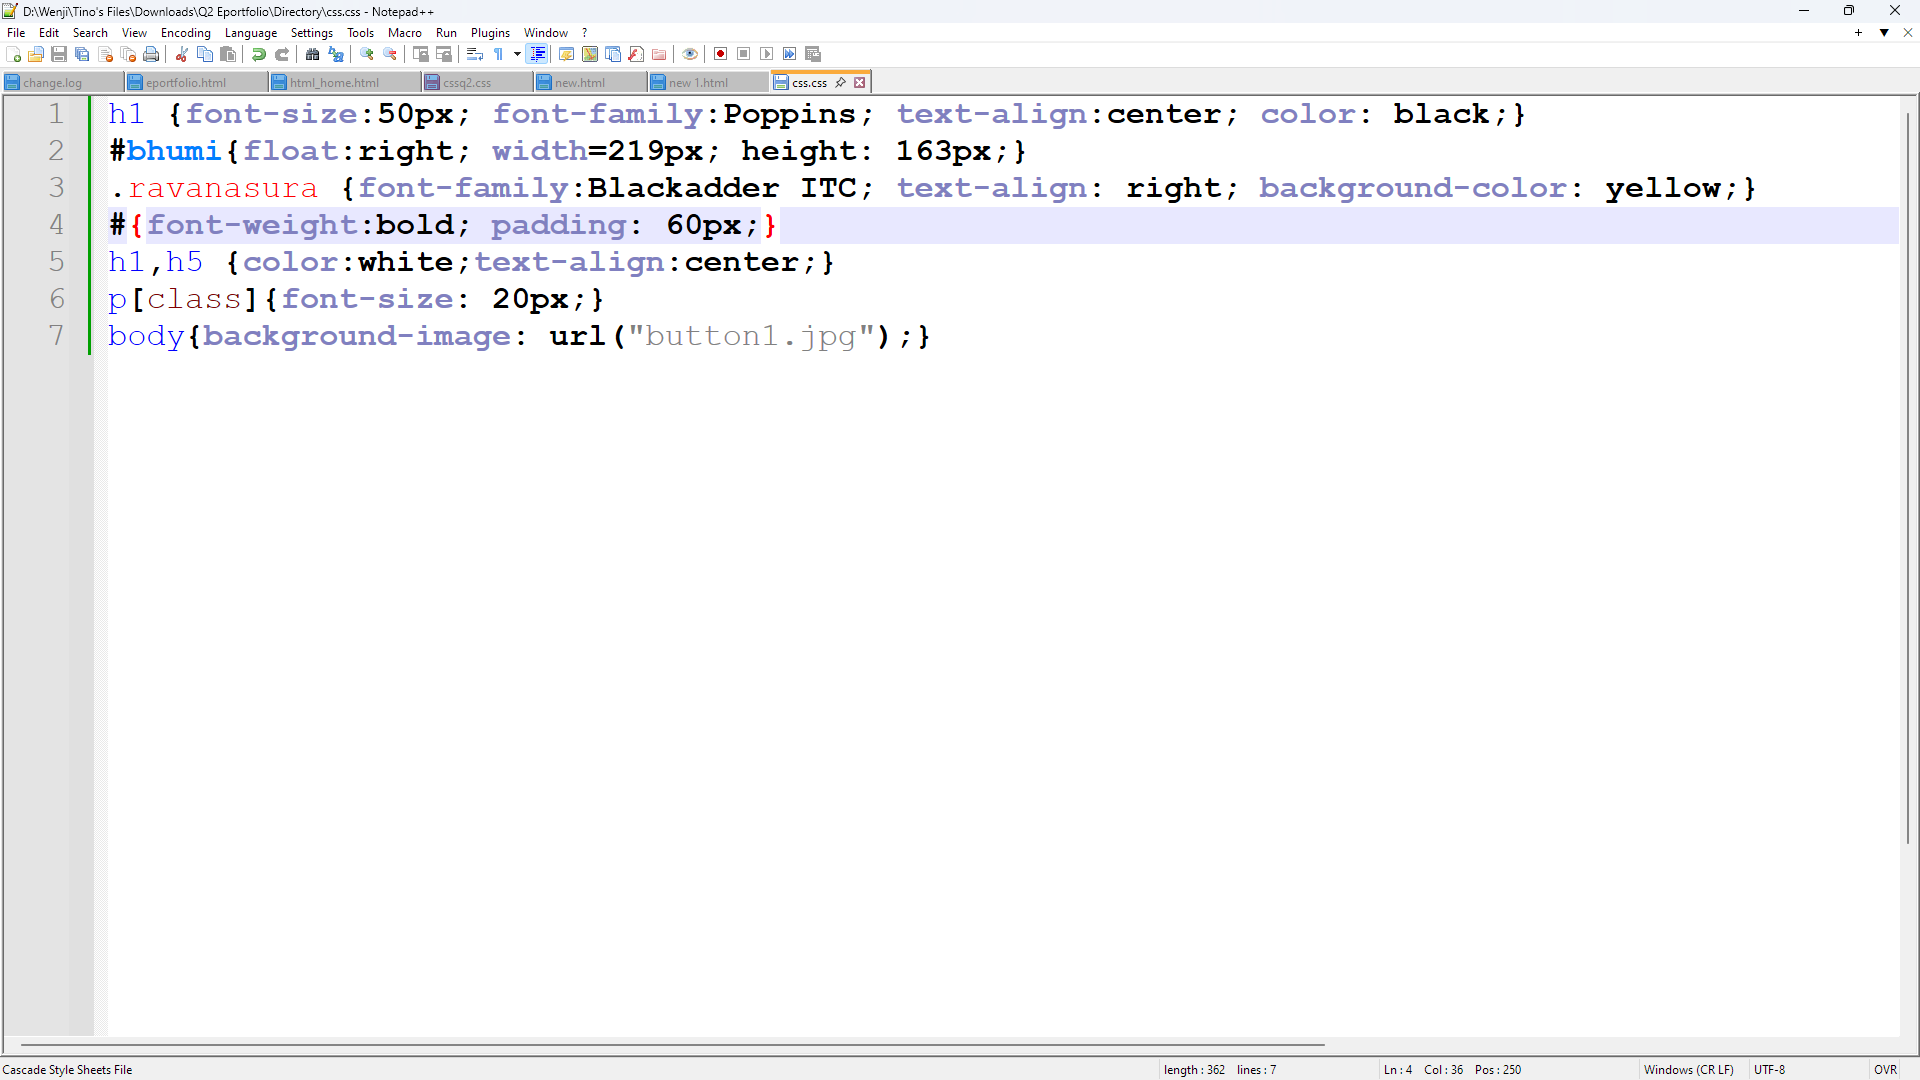 D:\Wenji\Tino's Files\Downloads\Q2 Eportfolio\Directory\css.css - Notepad++
File Edit Search View Encoding Language Settings Tools Macro Run Plugins Window ?
change.log eportfolio.html html_home.html cssq2.css new.html new 1.html css.css
1 h1 {font-size:50px; font-family:Poppins; text-align:center; color: black;}
2 #bhumi{float:right; width=219px; height: 163px;}
3 .ravanasura {font-family:Blackadder ITC; text-align: right; background-color: yellow;}
4 #{font-weight:bold; padding: 60px;}
5 h1,h5 {color:white;text-align:center;}
6 p[class]{font-size: 20px;}
7 body{background-image: url("button1.jpg");}
Cascade Style Sheets File length : 362 lines : 7 Ln : 4 Col : 36 Pos : 250 Windows (CR LF) UTF-8 OVR